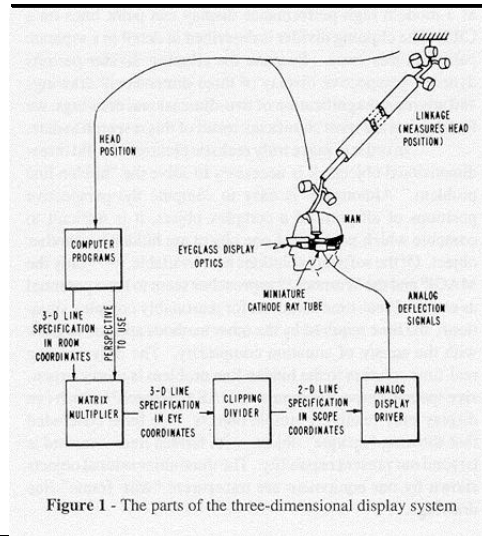 HEAD
POSITION
LINKAGE
(MEASURES HEAD
POSITION)
MAN
EYEGLASS DISPLAY
OPTICS
MINIATURE
CATHODE RAY TUBE
ANALOG
DEFLECTION
SIGNALS
COMPUTER
PROGRAMS
3-D LINE
SPECIFICATION
IN ROOM
COORDINATES
PERSPECTIVE
TO USE
MATRIX
MULTIPLIER
3-D LINE
SPECIFICATION
IN EYE
COORDINATES
CLIPPING
DIVIDER
2-D LINE
SPECIFICATION
IN SCOPE
COORDINATES
ANALOG
DISPLAY
DRIVER
Figure 1 - The parts of the three-dimensional display system